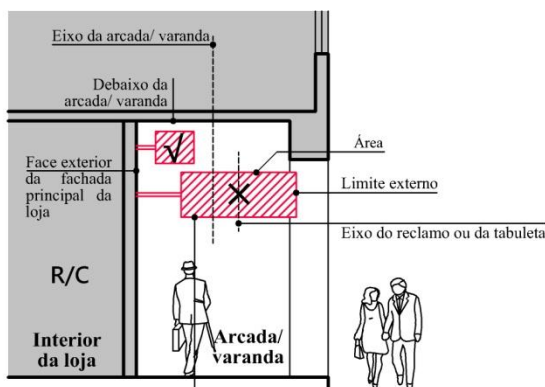 Eixo da arcada/ varanda
Debaixo da
arcada/ varanda
√
Área
Face exterior
da fachada
principal da
loja
×
Limite externo
Eixo do reclamo ou da tabuleta
R/C
Interior
da loja
Arcada/
varanda